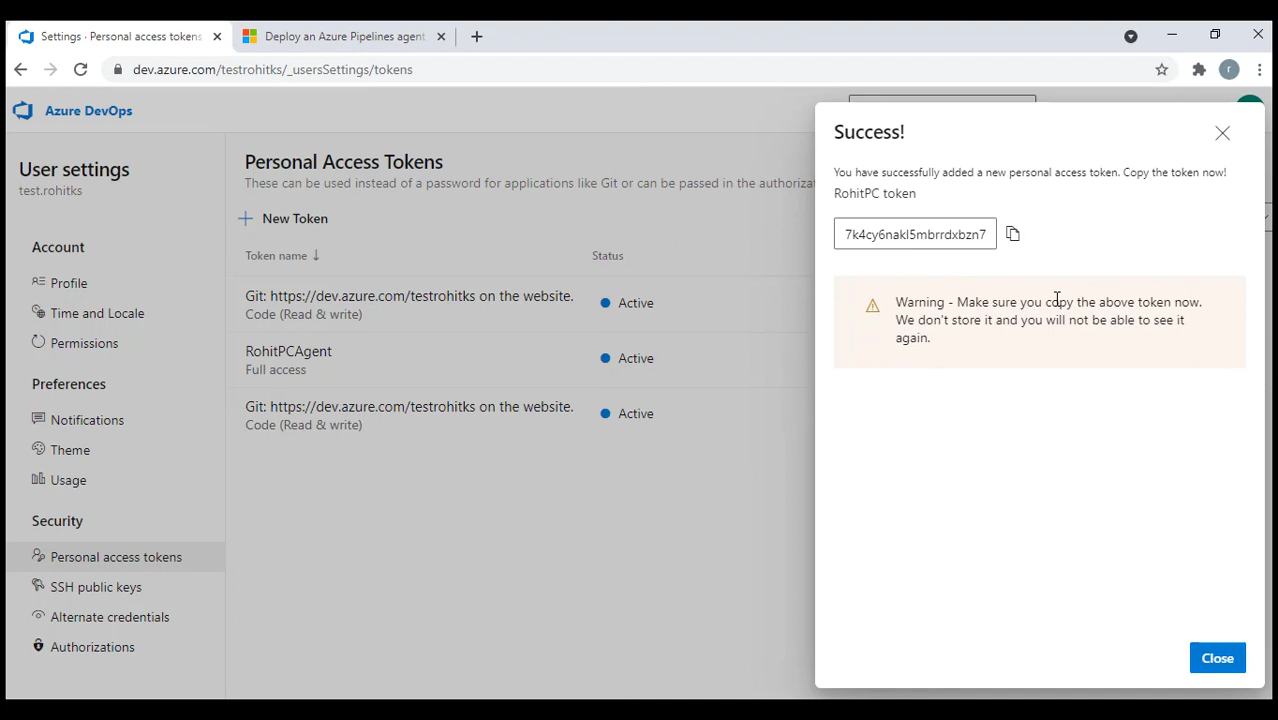 Settings · Personal access tokens
Deploy an Azure Pipelines agent
dev.azure.com/testrohitks/_usersSettings/tokens
r
Azure DevOps
User settings
test.rohitks
Account
Profile
Time and Locale
Permissions
Preferences
Notifications
Theme
Usage
Security
Personal access tokens
SSH public keys
Alternate credentials
Authorizations
Personal Access Tokens
These can be used instead of a password for applications like Git or can be passed in the
New Token
Token name ↓
Status
Git: https://dev.azure.com/testrohitks on the website.
Code (Read & write)
Active
RohitPCAgent
Full access
Active
Git: https://dev.azure.com/testrohitks on the website.
Code (Read & write)
Active
Success!
You have successfully added a new personal access token. Copy the token now!
RohitPC token
7k4cy6nakl5mbrrdxbzn7
Warning - Make sure you copy the above token now.
We don't store it and you will not be able to see it
again.
Close